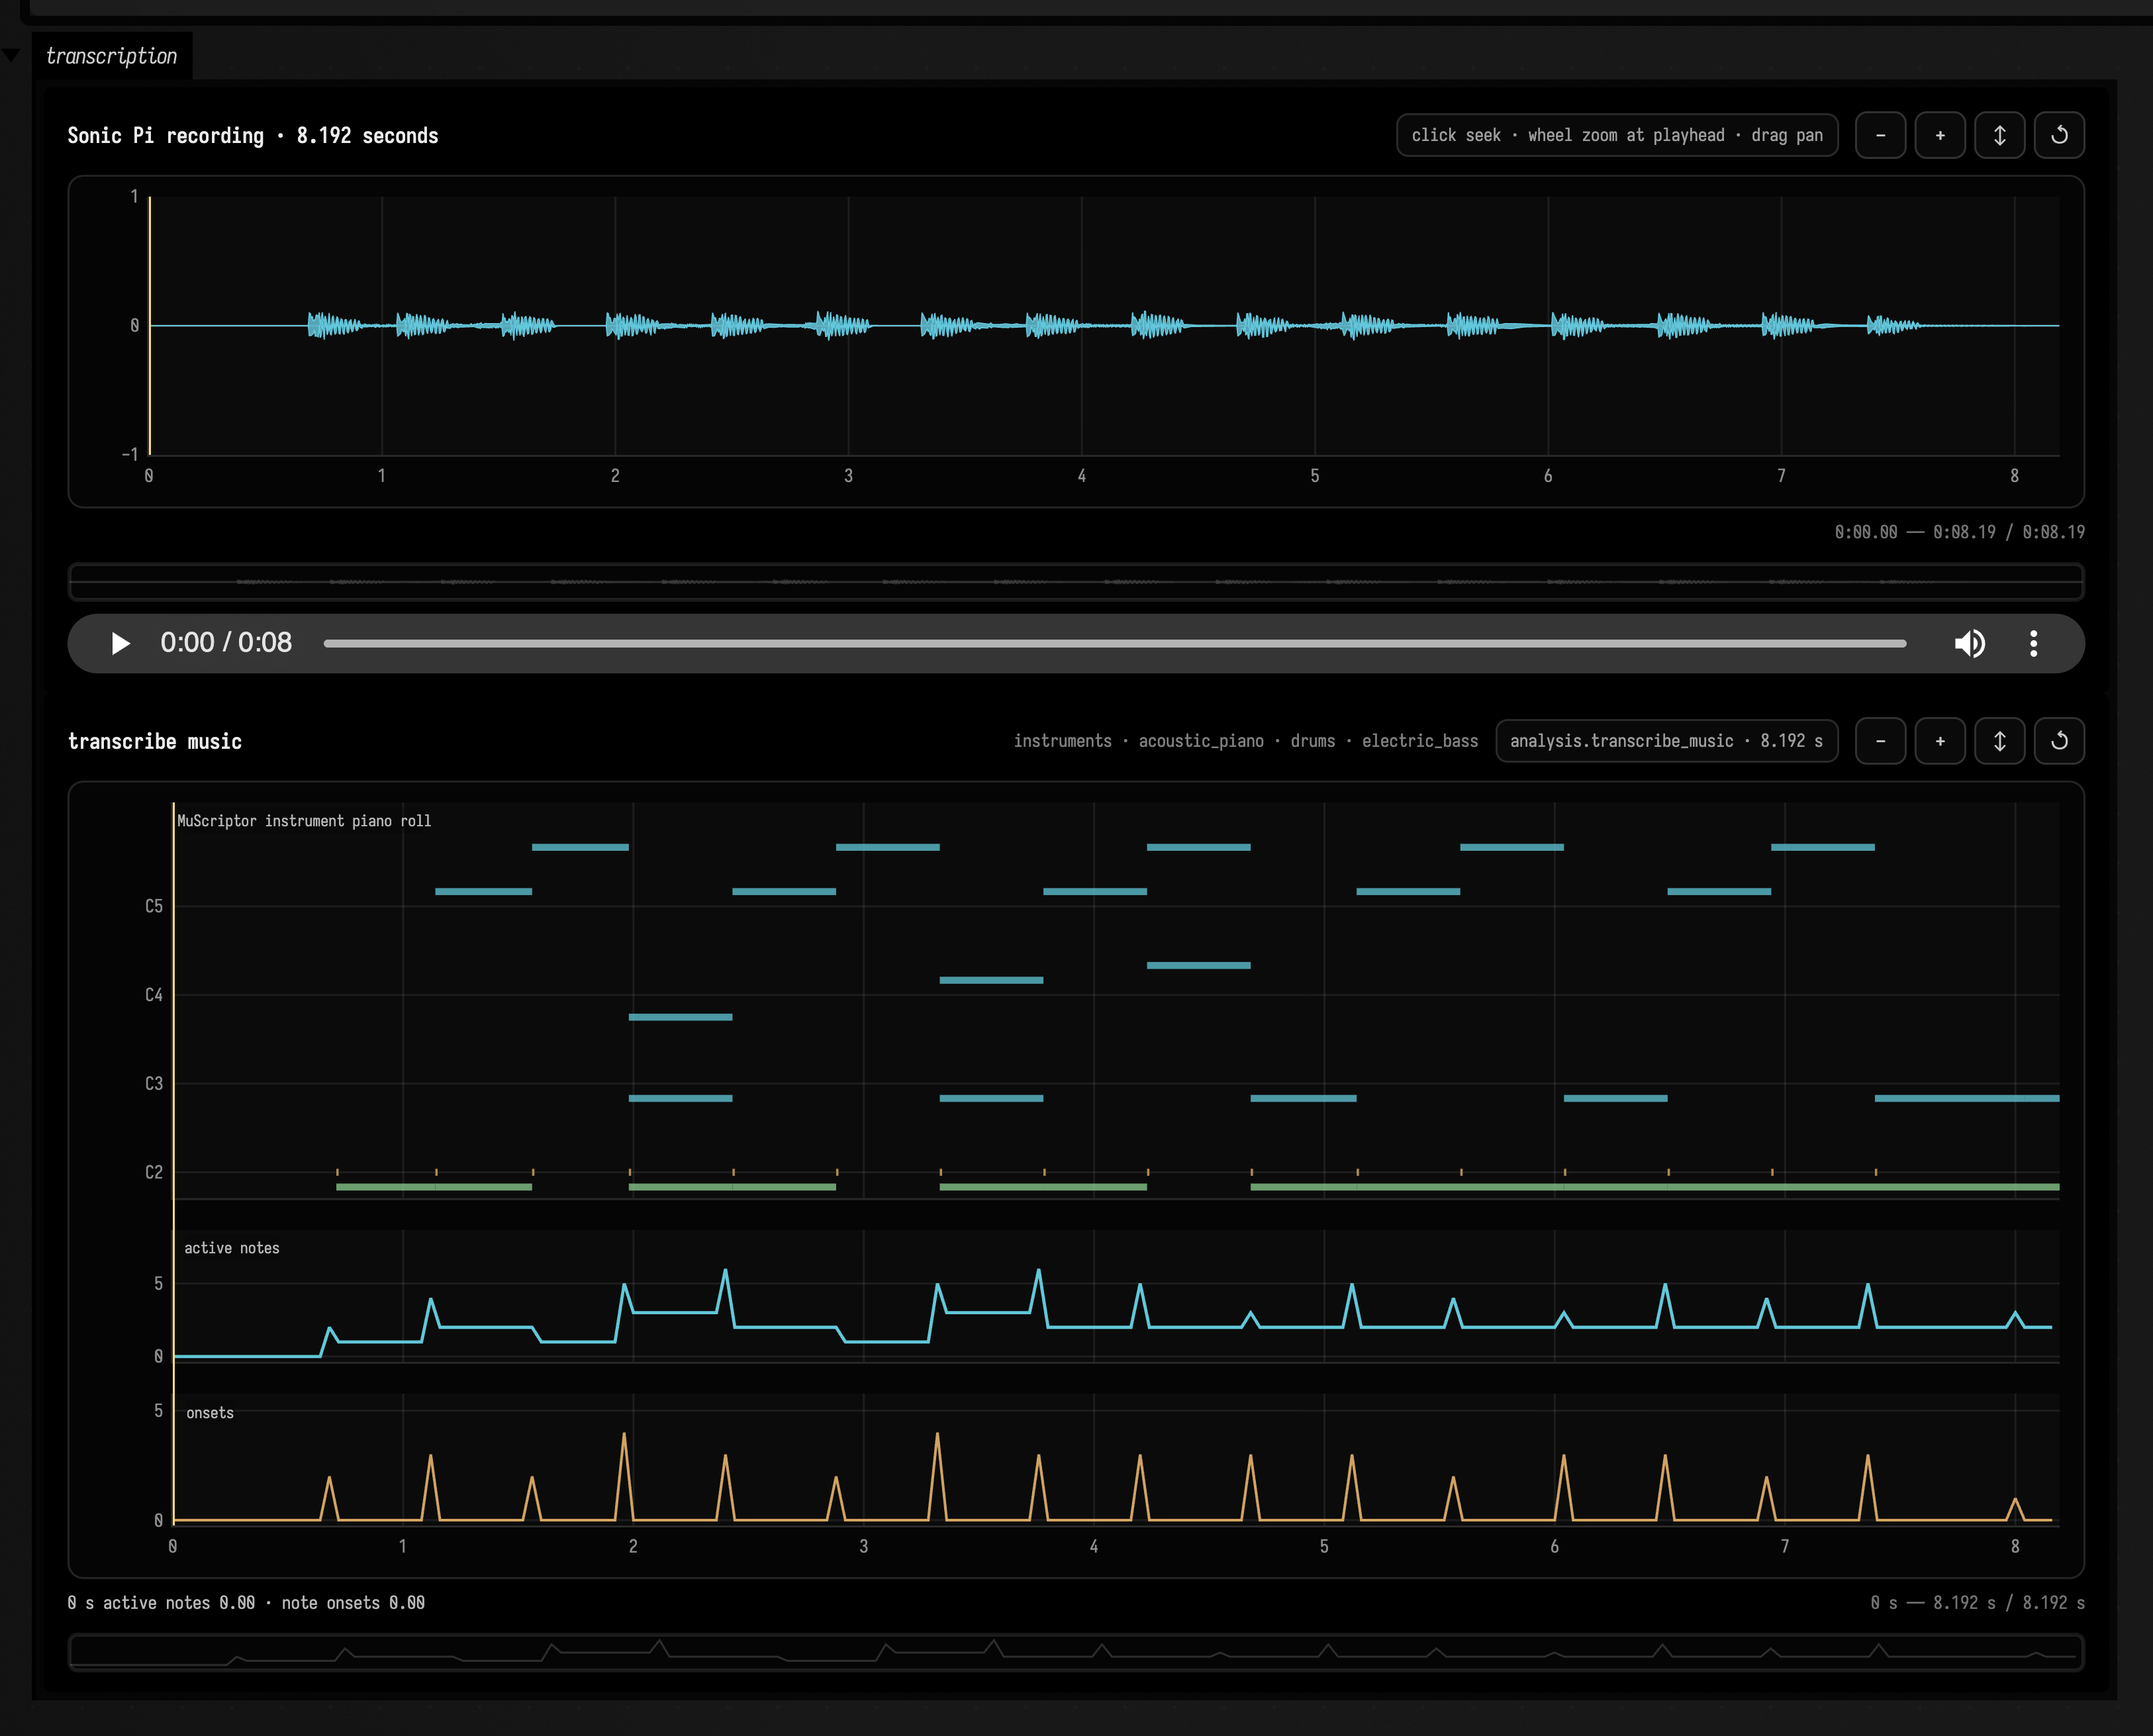 transcription
Sonic Pi recording · 8.192 seconds
click seek · wheel zoom at playhead · drag pan
−
+
1
0
−1
0 1 2 3 4 5 6 7 8
0:00.00 — 0:08.19 / 0:08.19
0:00 / 0:08
transcribe music
instruments · acoustic_piano · drums · electric_bass
analysis.transcribe_music · 8.192 s
−
+
MuScriptor instrument piano roll
C5
C4
C3
C2
active notes
5
0
5
onsets
0
0 1 2 3 4 5 6 7 8
0 s active notes 0.00 · note onsets 0.00
0 s — 8.192 s / 8.192 s